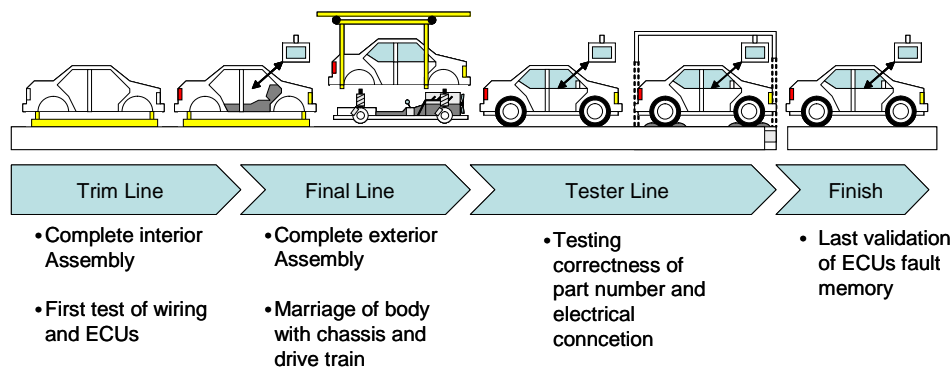 Trim Line
Final Line
Tester Line
Finish
• Complete interior
Assembly
• First test of wiring
and ECUs
• Complete exterior
Assembly
• Marriage of body
with chassis and
drive train
• Testing
correctness of
part number and
electrical
conncetion
• Last validation
of ECUs fault
memory